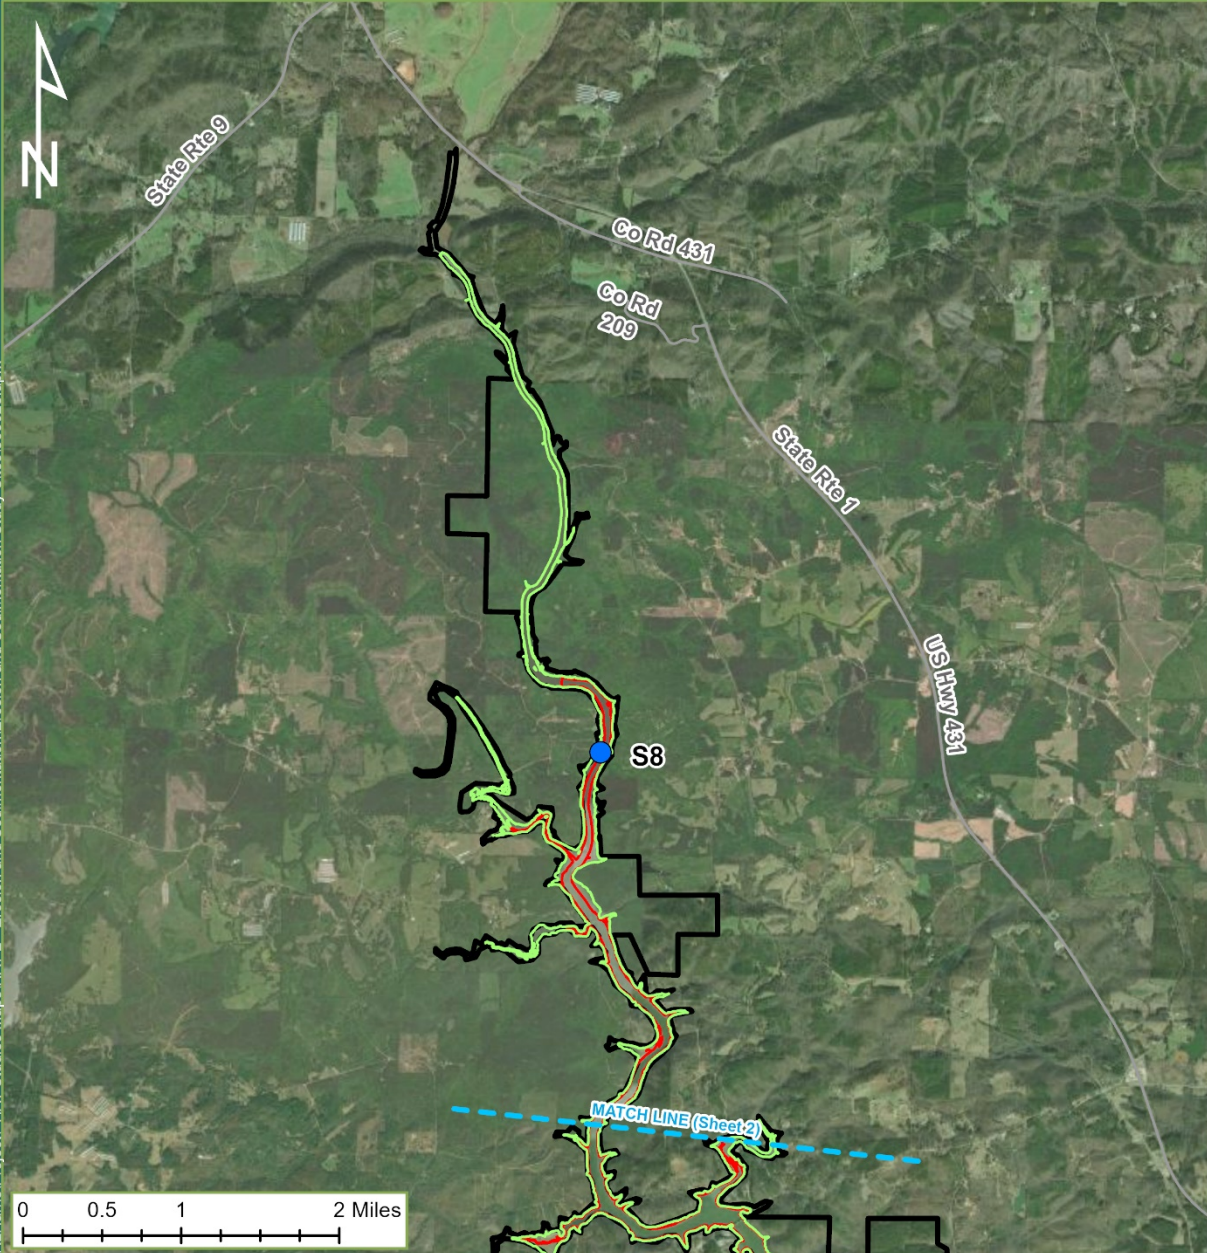 N
State Rte 9
Co Rd 431
Co Rd
209
State Rte 1
US Hwy 431
S8
MATCH LINE (Sheet 2)
0 0.5 1 2 Miles